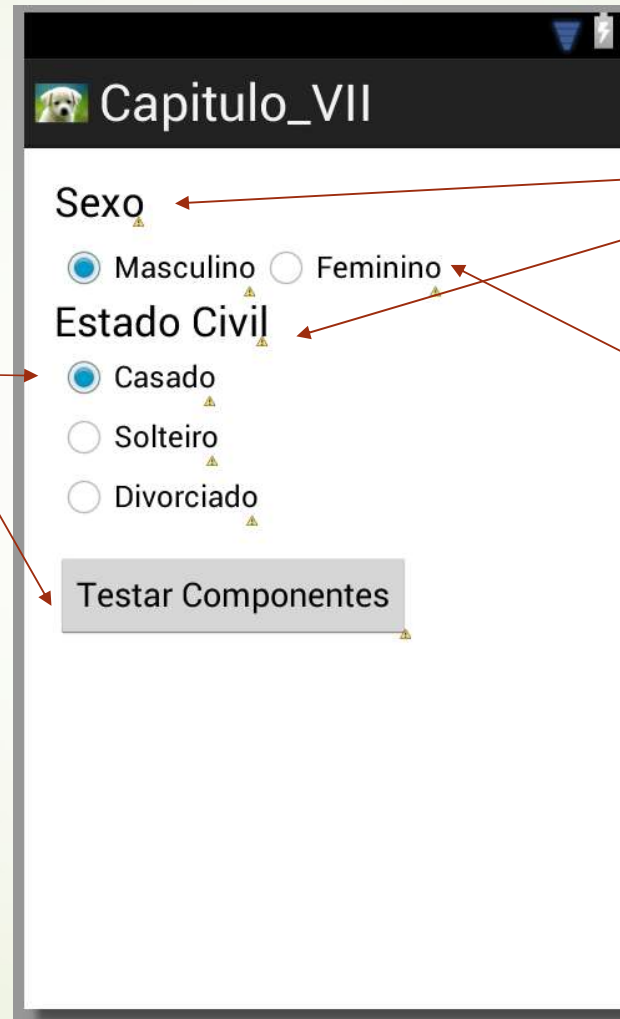 Capitulo_VII
Sexo
Masculino Feminino
Estado Civil
Casado
Solteiro
Divorciado
Testar Componentes